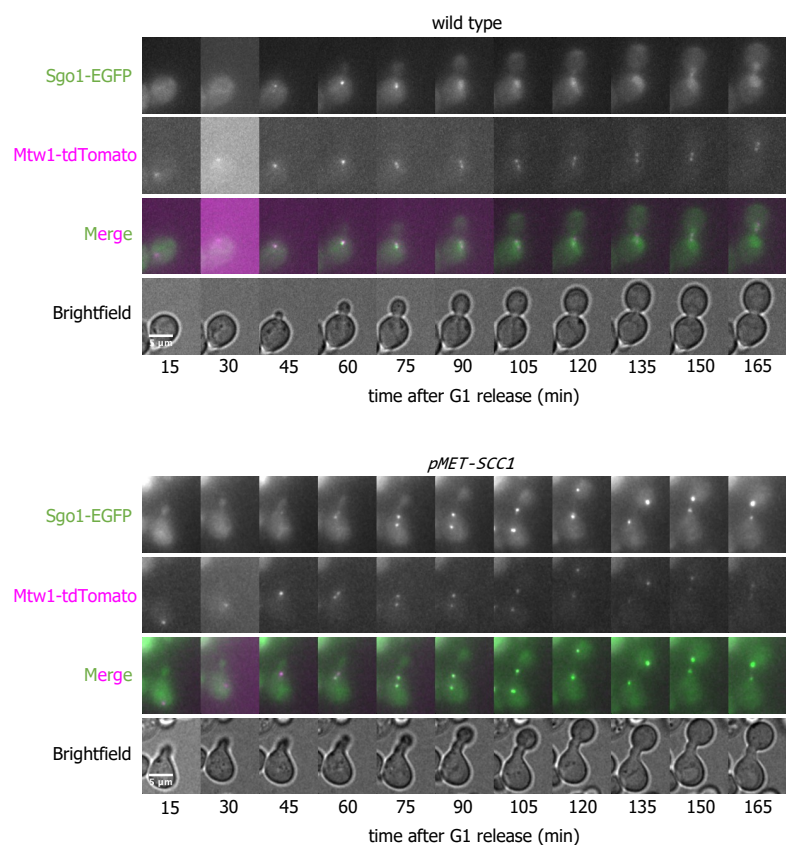 wild type
Sgo1-EGFP
Mtw1-tdTomato
Merge
Brightfield
5 μm
15 30 45 60 75 90 105 120 135 150 165
time after G1 release (min)
pMET-SCC1
Sgo1-EGFP
Mtw1-tdTomato
Merge
Brightfield
5 μm
15 30 45 60 75 90 105 120 135 150 165
time after G1 release (min)